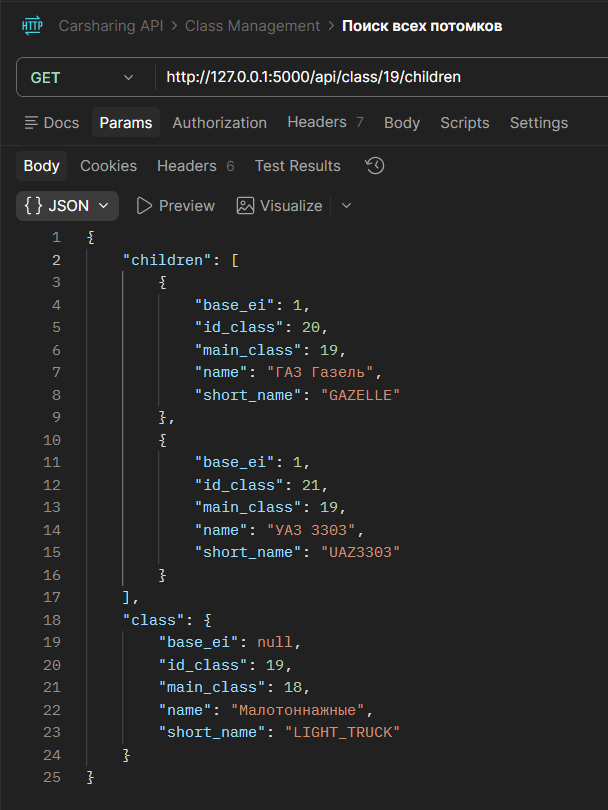 HTTP Carsharing API > Class Management > Поиск всех потомков
GET http://127.0.0.1:5000/api/class/19/children
Docs Params Authorization Headers 7 Body Scripts Settings
Body Cookies Headers 6 Test Results
{} JSON Preview Visualize
1 {
2 "children": [
3 {
4 "base_ei": 1,
5 "id_class": 20,
6 "main_class": 19,
7 "name": "ГАЗ Газель",
8 "short_name": "GAZELLE"
9 },
10 {
11 "base_ei": 1,
12 "id_class": 21,
13 "main_class": 19,
14 "name": "УАЗ 3303",
15 "short_name": "UAZ3303"
16 }
17 ],
18 "class": {
19 "base_ei": null,
20 "id_class": 19,
21 "main_class": 18,
22 "name": "Малотоннажные",
23 "short_name": "LIGHT_TRUCK"
24 }
25 }